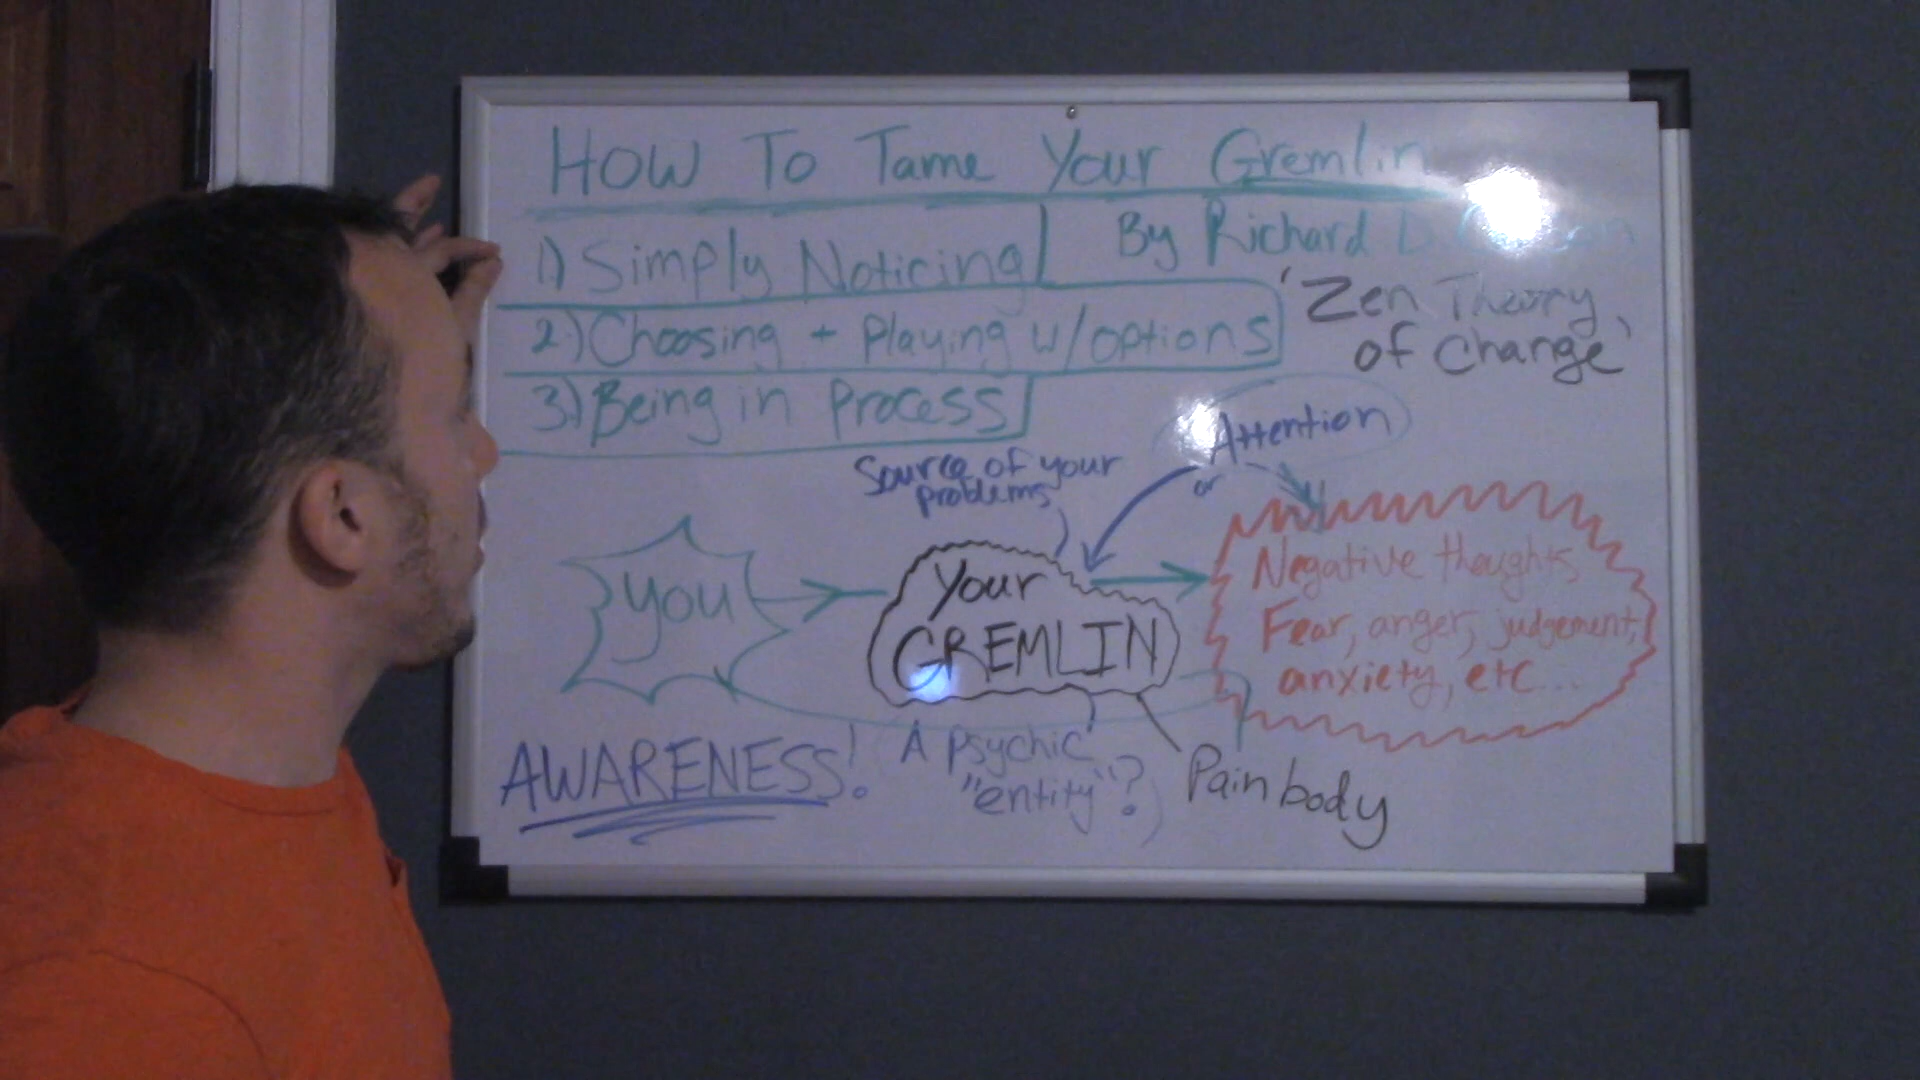 HOW To Tame Your Gremlin
By Richard D.
1) Simply Noticing
2.) Choosing + Playing w/options
3.) Being in Process
'Zen Theory
of Change'
Attention
or
Source of your
problems
you
Your
GREMLIN
Negative thoughts,
Fear, anger, judgement,
anxiety, etc...
AWARENESS!
(A psychic
"entity"?)
Pain body